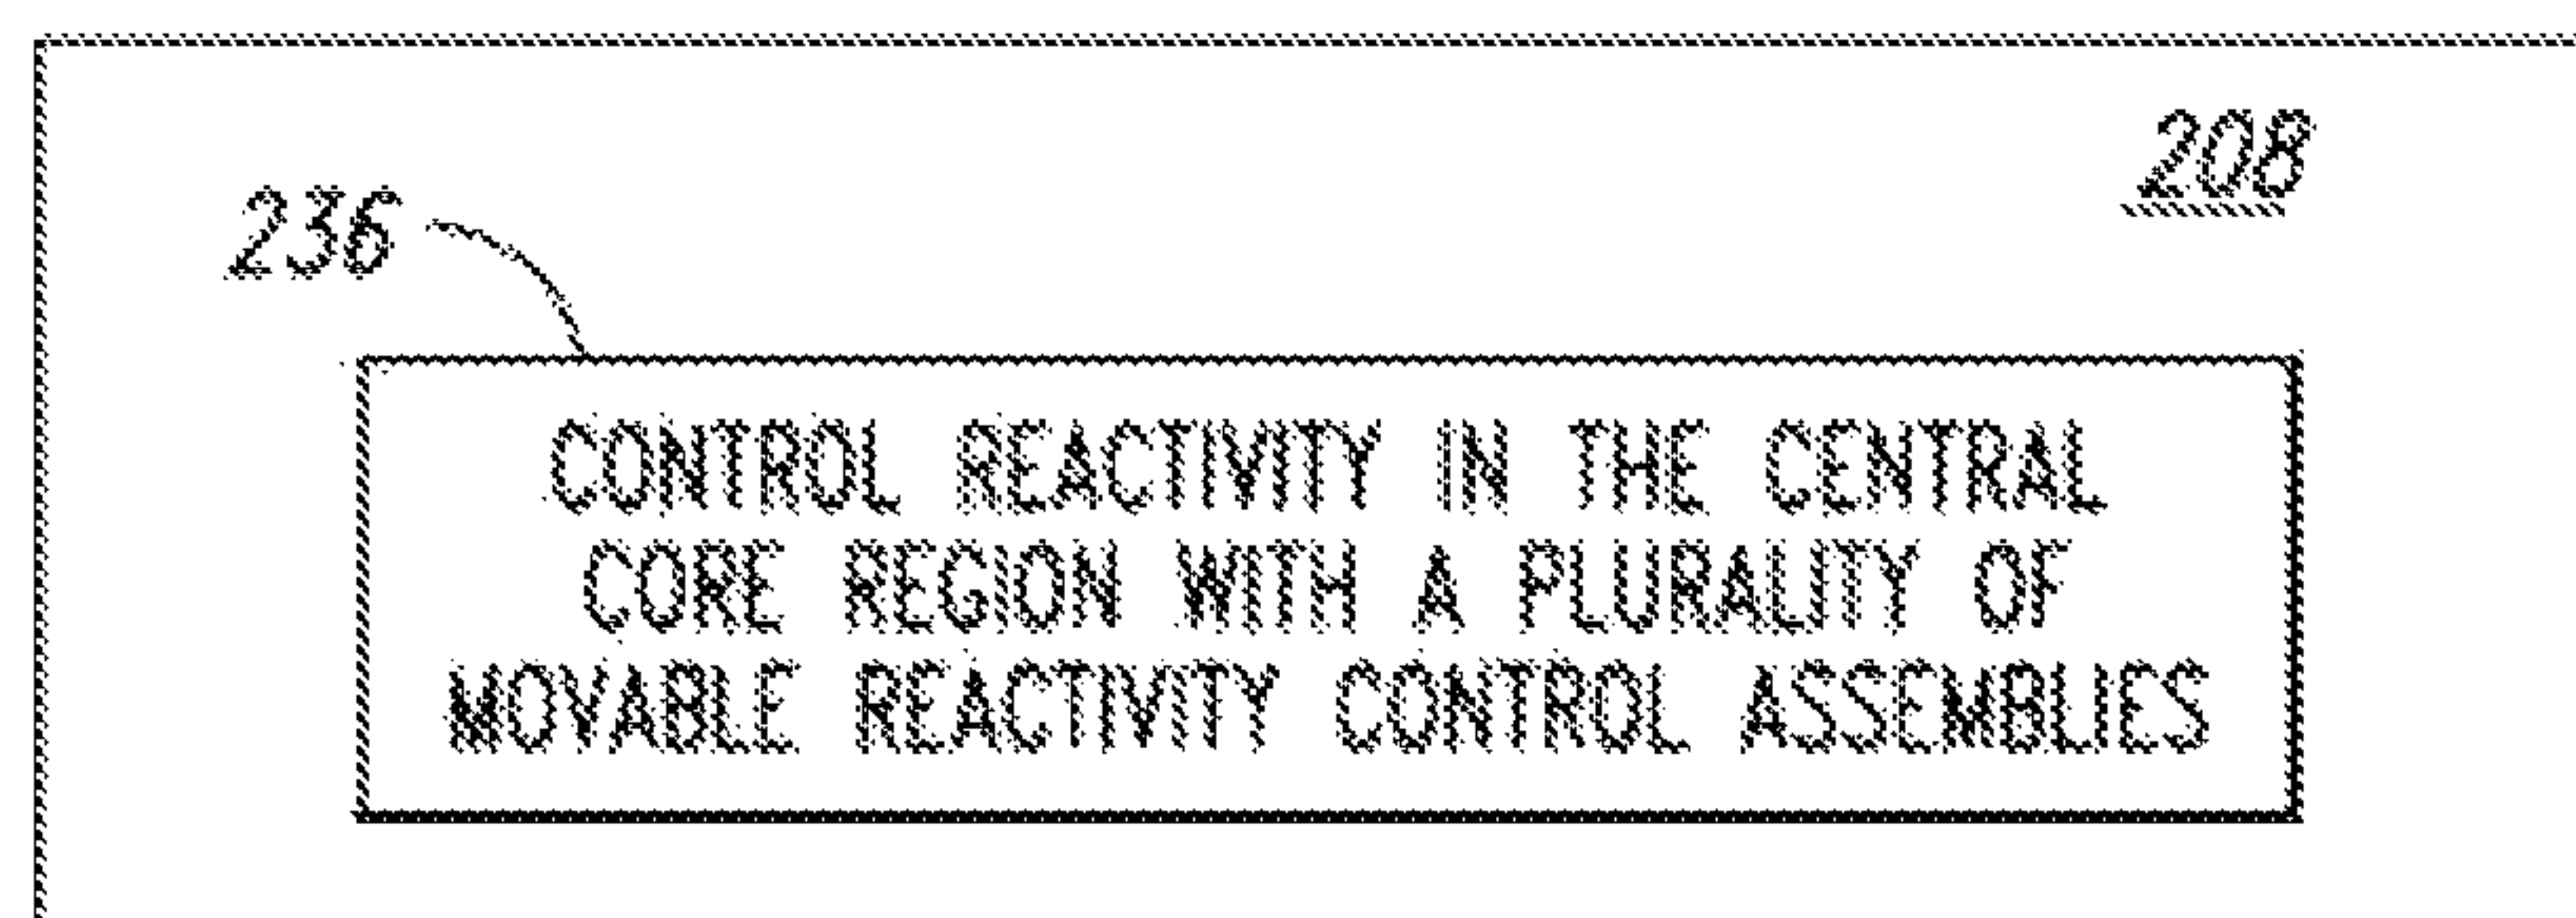 208
236
CONTROL REACTIVITY IN THE CENTRAL
CORE REGION WITH A PLURALITY OF
MOVABLE REACTIVITY CONTROL ASSEMBLIES